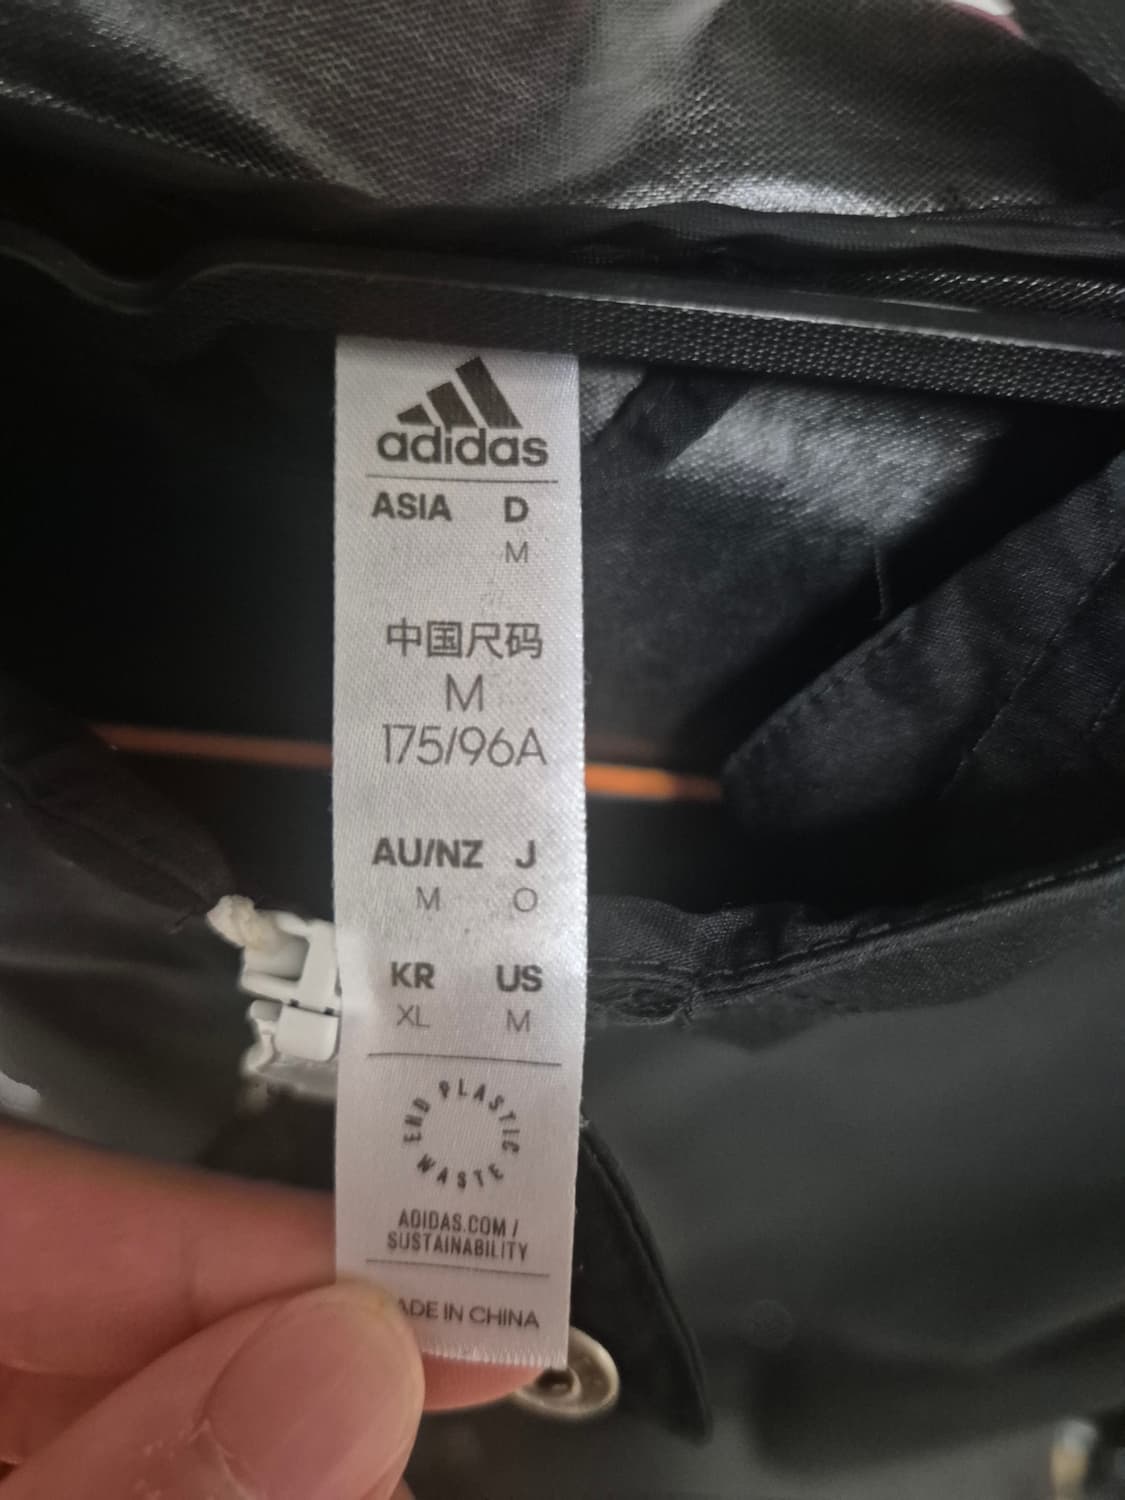 adidas
ASIA D
M
中国尺码
M
175/96A
AU/NZ J
M O
KR US
XL M
END PLASTIC WASTE
ADIDAS.COM /
SUSTAINABILITY
ADE IN CHINA